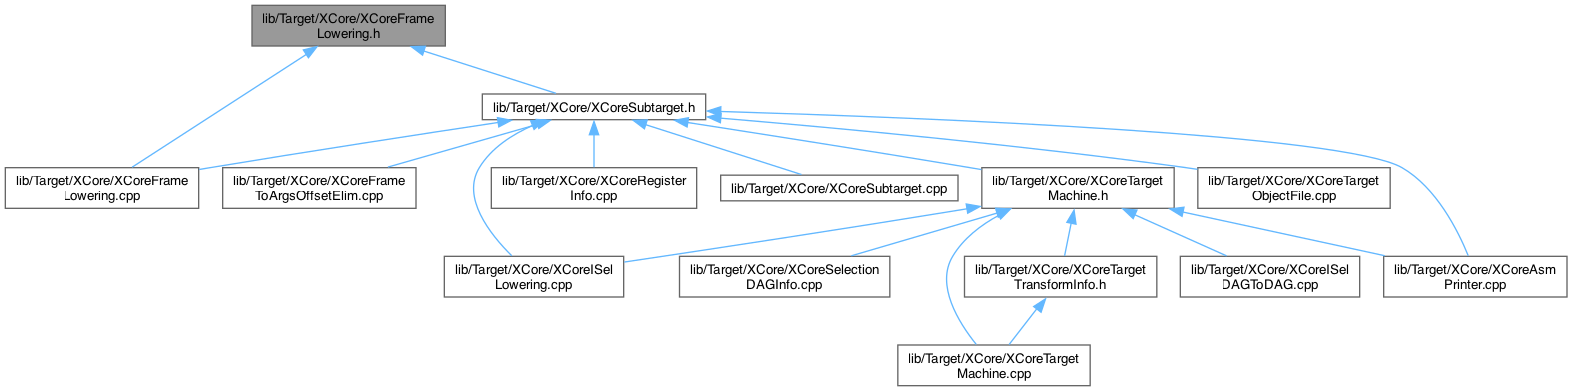 lib/Target/XCore/XCoreFrame
Lowering.h
lib/Target/XCore/XCoreSubtarget.h
lib/Target/XCore/XCoreFrame
Lowering.cpp
lib/Target/XCore/XCoreFrame
ToArgsOffsetElim.cpp
lib/Target/XCore/XCoreRegister
Info.cpp
lib/Target/XCore/XCoreSubtarget.cpp
lib/Target/XCore/XCoreTarget
Machine.h
lib/Target/XCore/XCoreTarget
ObjectFile.cpp
lib/Target/XCore/XCoreISel
Lowering.cpp
lib/Target/XCore/XCoreSelection
DAGInfo.cpp
lib/Target/XCore/XCoreTarget
TransformInfo.h
lib/Target/XCore/XCoreISel
DAGToDAG.cpp
lib/Target/XCore/XCoreAsm
Printer.cpp
lib/Target/XCore/XCoreTarget
Machine.cpp